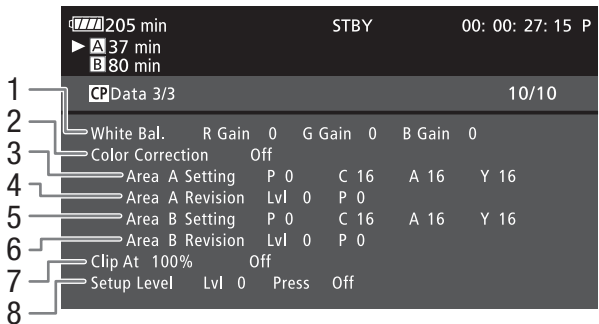 205 min STBY 00: 00: 27: 15 P
A 37 min
B 80 min
CP Data 3/3 10/10
1 White Bal. R Gain 0 G Gain 0 B Gain 0
2 Color Correction Off
3 Area A Setting P 0 C 16 A 16 Y 16
4 Area A Revision Lvl 0 P 0
5 Area B Setting P 0 C 16 A 16 Y 16
6 Area B Revision Lvl 0 P 0
7 Clip At 100% Off
8 Setup Level Lvl 0 Press Off